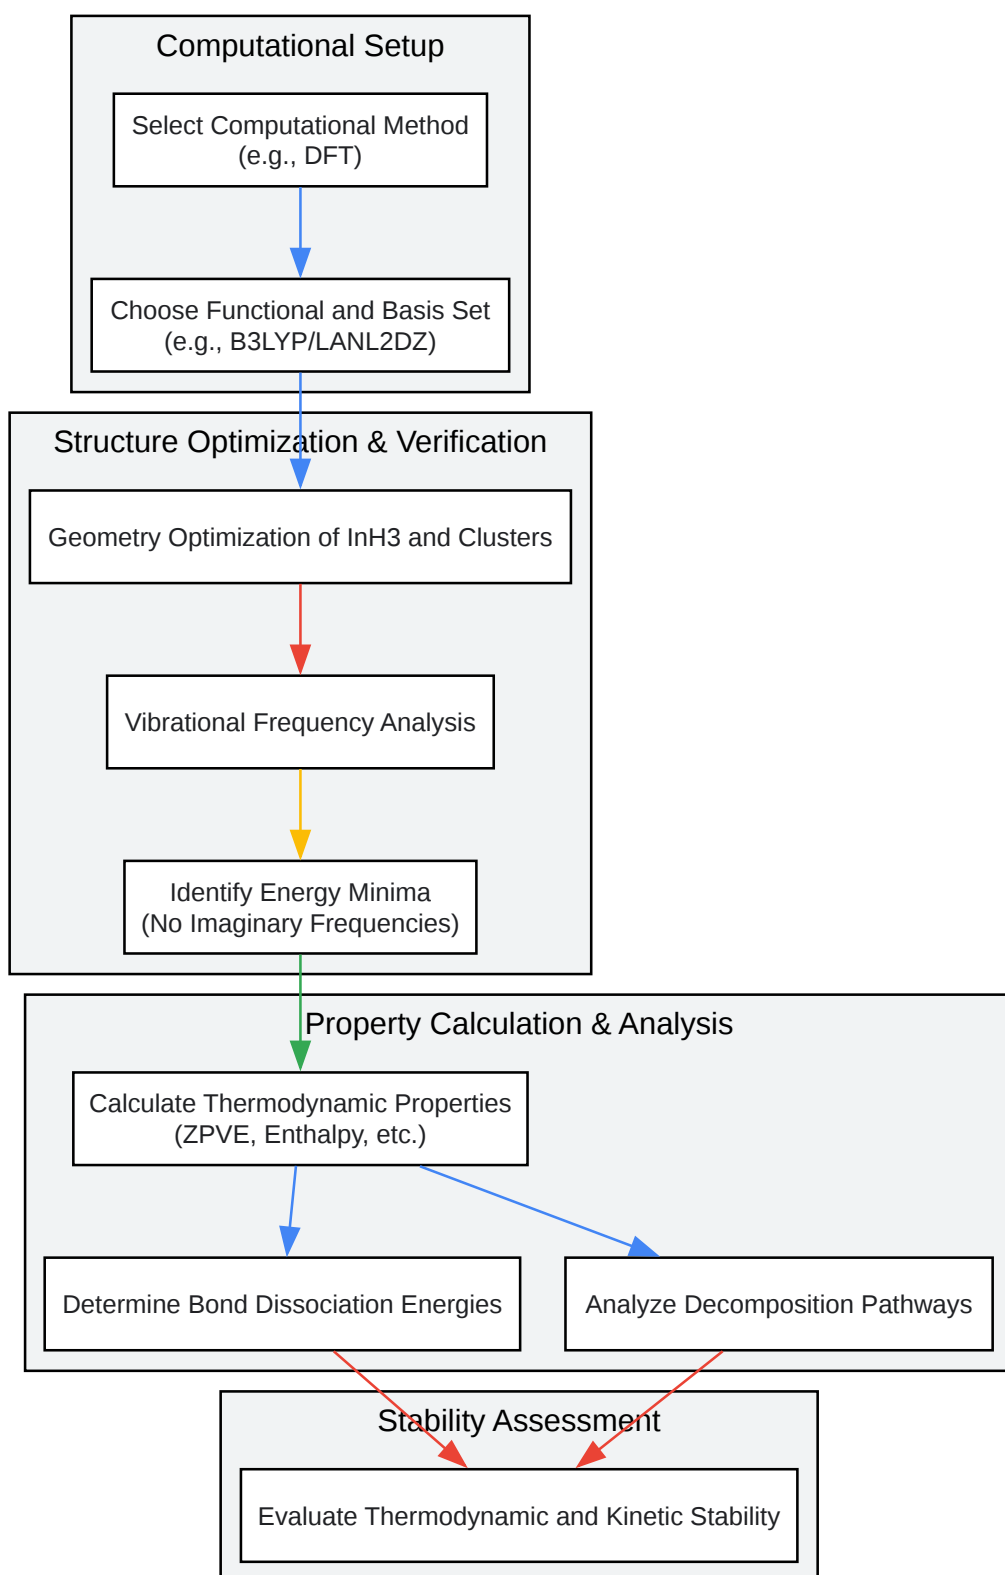 Computational Setup
Select Computational Method
(e.g., DFT)
Choose Functional and Basis Set
(e.g., B3LYP/LANL2DZ)
Structure Optimization & Verification
Geometry Optimization of InH3 and Clusters
Vibrational Frequency Analysis
Identify Energy Minima
(No Imaginary Frequencies)
Property Calculation & Analysis
Calculate Thermodynamic Properties
(ZPVE, Enthalpy, etc.)
Determine Bond Dissociation Energies
Analyze Decomposition Pathways
Stability Assessment
Evaluate Thermodynamic and Kinetic Stability